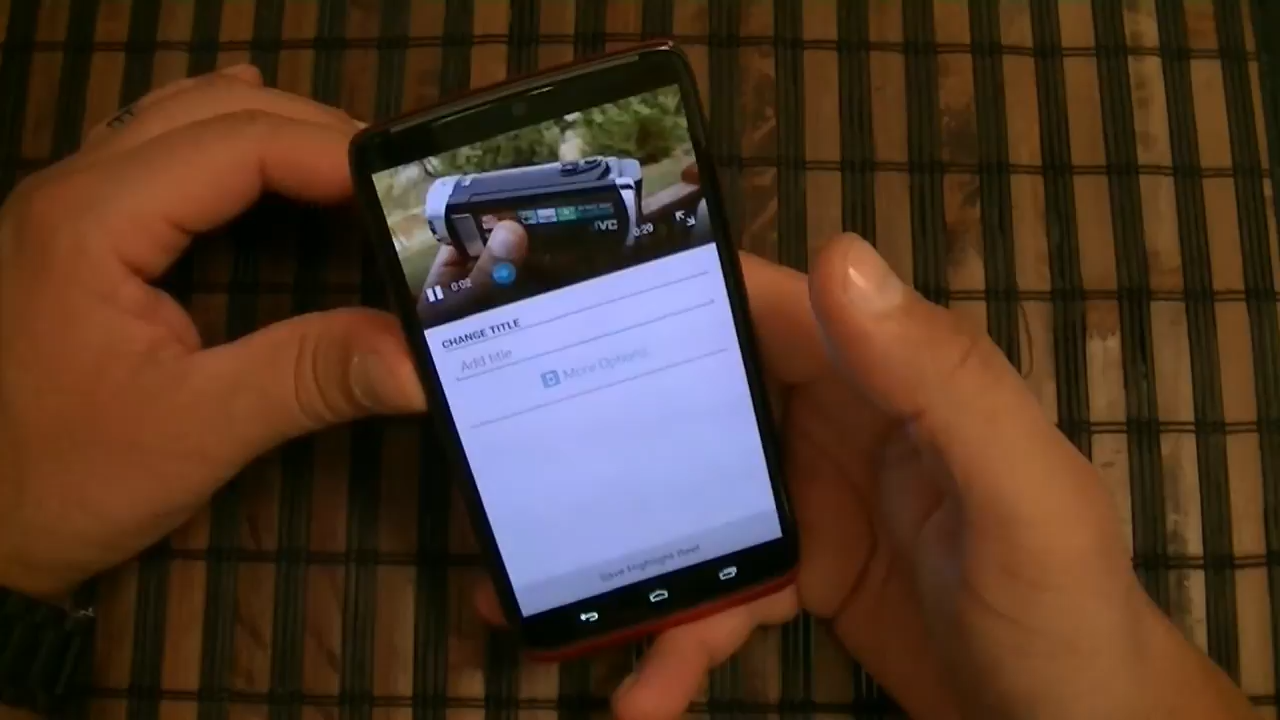 JVC
0:02
0:29
CHANGE TITLE
Add title
More Options
Save Highlight Reel